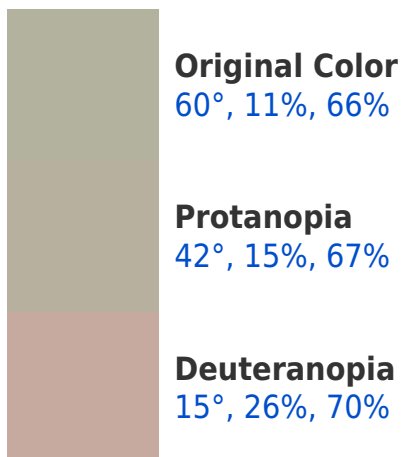 Original Color
60°, 11%, 66%
Protanopia
42°, 15%, 67%
Deuteranopia
15°, 26%, 70%